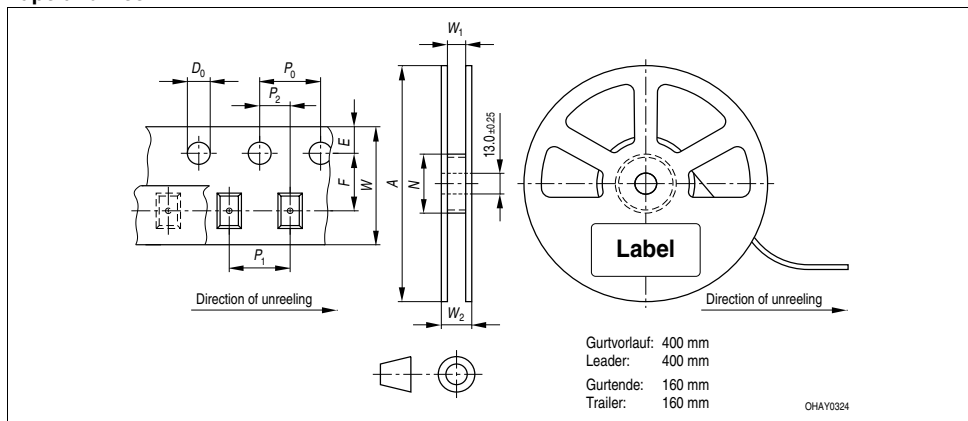 W1
D0
P0
P2
E
13.0 ±0.25
F
W
A
N
Label
P1
Direction of unreeling
W2
Direction of unreeling
Gurtvorlauf: 400 mm
Leader: 400 mm
Gurtende: 160 mm
Trailer: 160 mm
OHAY0324